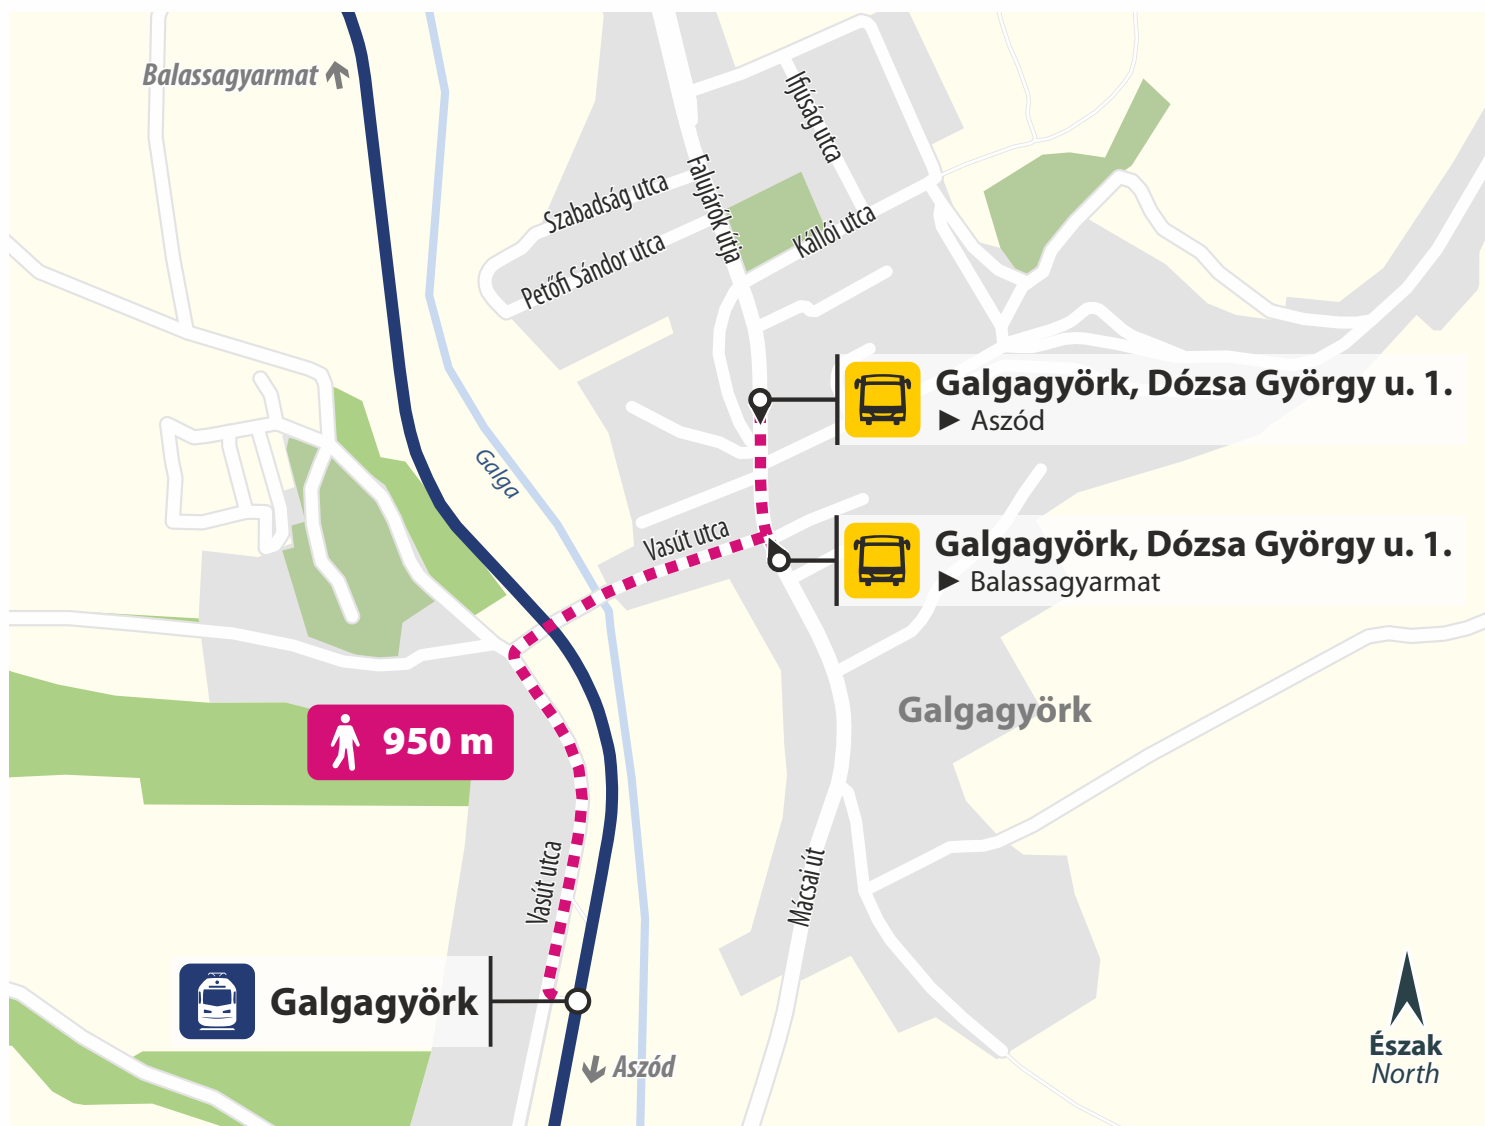 Balassagyarmat
Ifjúság utca
Szabadság utca
Falujárók útja
Petőfi Sándor utca
Kállói utca
Galgagyörk, Dózsa György u. 1.
► Aszód
Galga
Vasút utca
Galgagyörk, Dózsa György u. 1.
► Balassagyarmat
Galgagyörk
950 m
Vasút utca
Mácsai út
Galgagyörk
Aszód
Észak
North